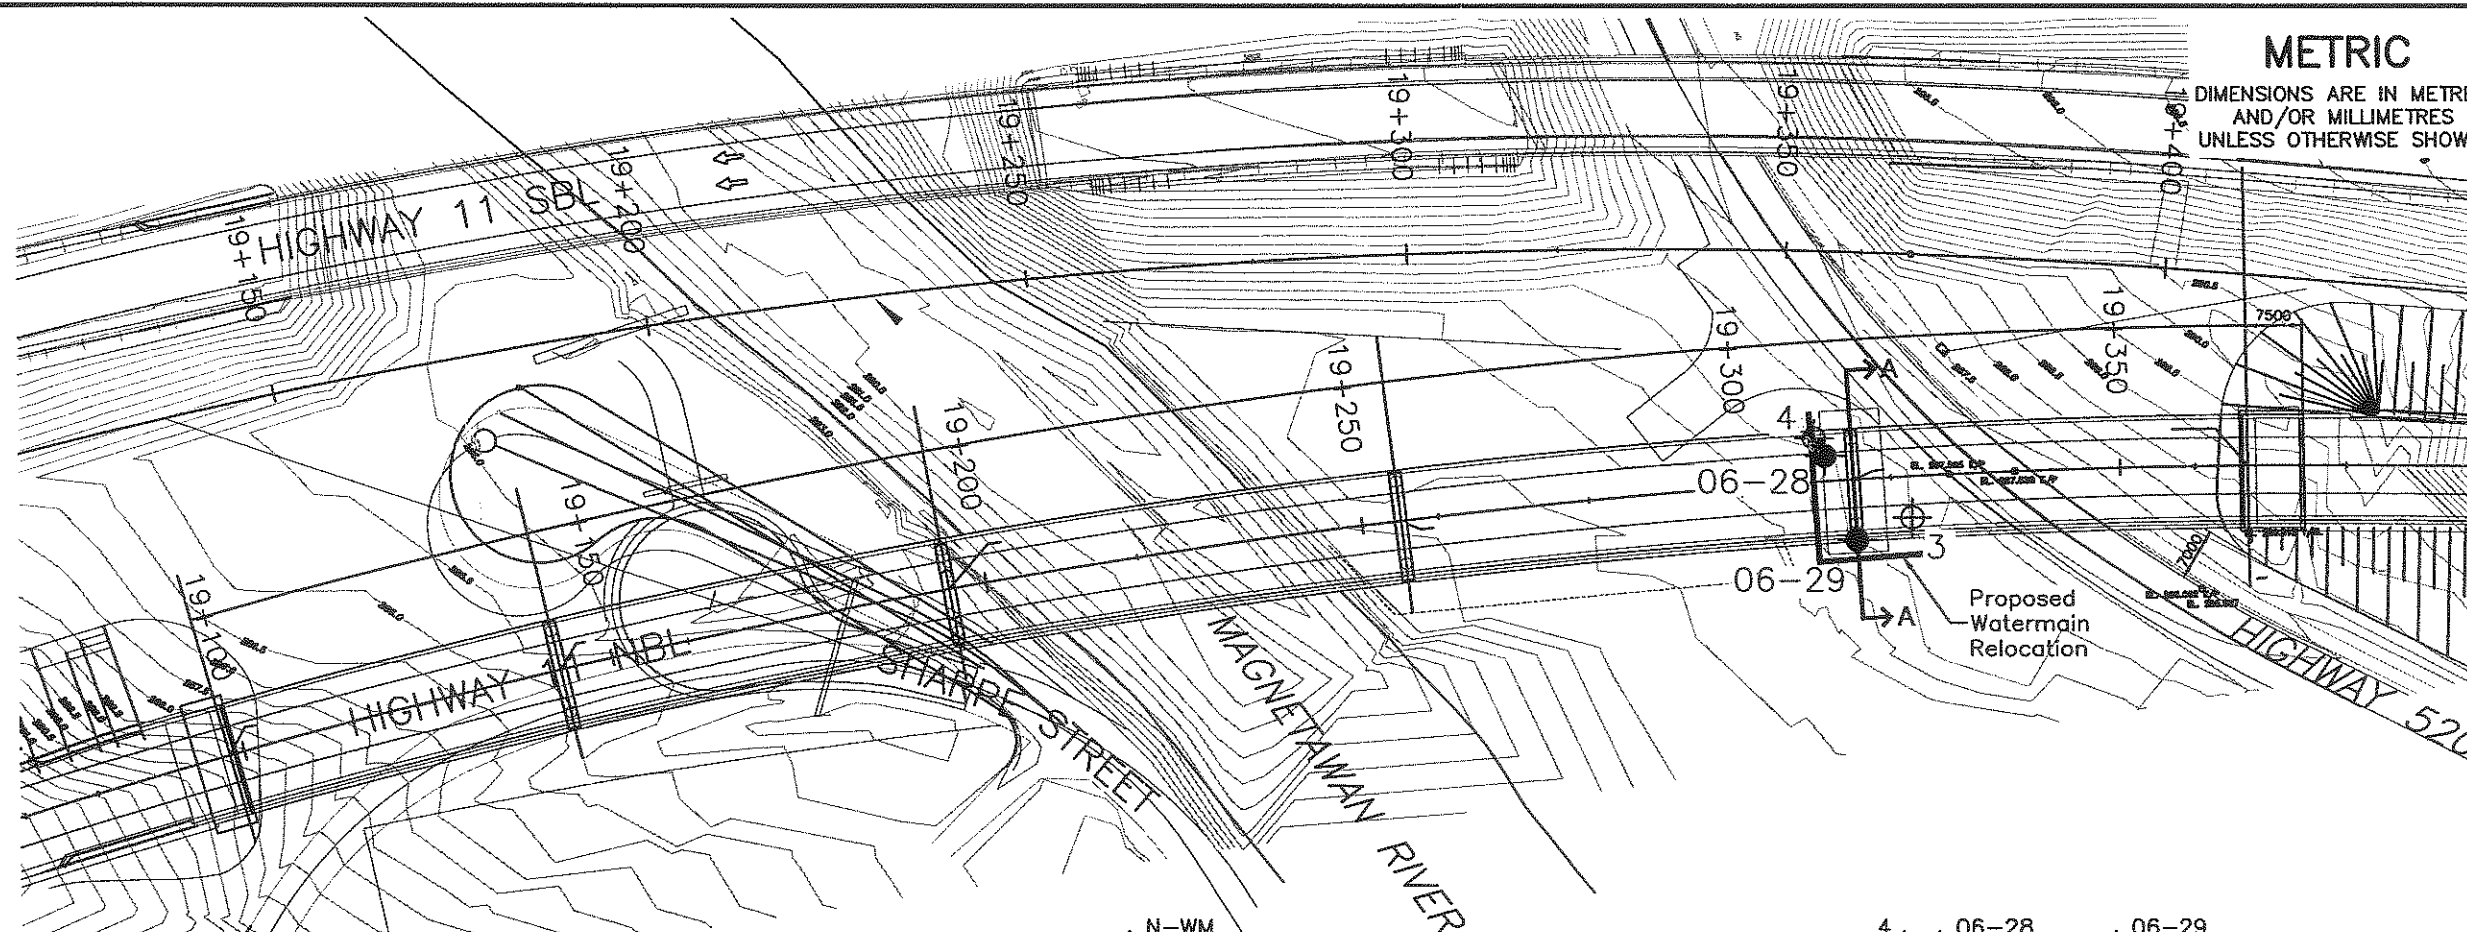 METRIC
DIMENSIONS ARE IN METRE
AND/OR MILLIMETRES
UNLESS OTHERWISE SHOW
19+150
19+200
19+250
19+300
19+350
19+400
HIGHWAY 11 SBL
19+100
19+150
19+200
19+250
19+300
19+350
7500
A
4
06-28
3
06-29
A
7000
Proposed
Watermain
Relocation
HIGHWAY 11 NBL
SHARPE STREET
MAGNETAWAN RIVER
HIGHWAY 520
N-WM
4
06-28
06-29